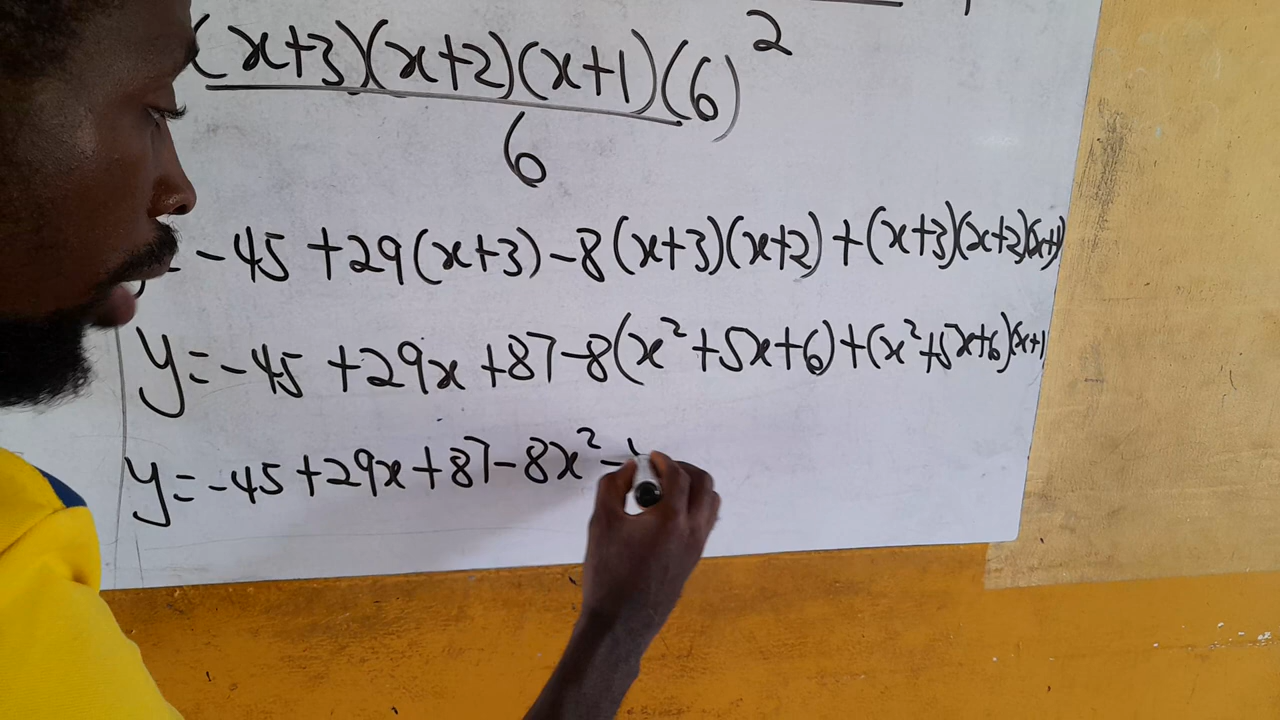 (x+3)(x+2)(x+1)(6)²
6
= -45 +29(x+3) -8(x+3)(x+2) +(x+3)(x+2)(x+1)
y= -45 +29x +87-8(x²+5x+6)+(x²+5x+6)(x+1
y= -45 +29x+87-8x²-